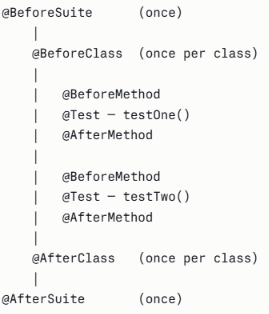 @BeforeSuite      (once)
    |
    @BeforeClass  (once per class)
    |
    |   @BeforeMethod
    |   @Test — testOne()
    |   @AfterMethod
    |
    |   @BeforeMethod
    |   @Test — testTwo()
    |   @AfterMethod
    |
    @AfterClass   (once per class)
    |
@AfterSuite       (once)